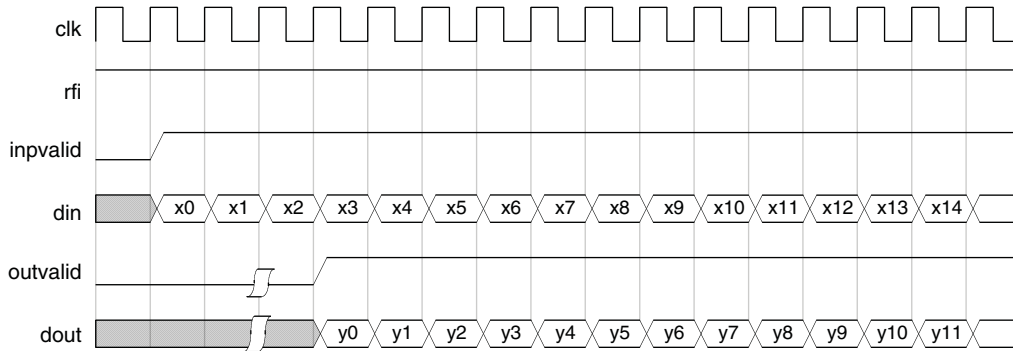 clk
rfi
inpvalid
din x0 x1 x2 x3 x4 x5 x6 x7 x8 x9 x10 x11 x12 x13 x14
outvalid
dout y0 y1 y2 y3 y4 y5 y6 y7 y8 y9 y10 y11